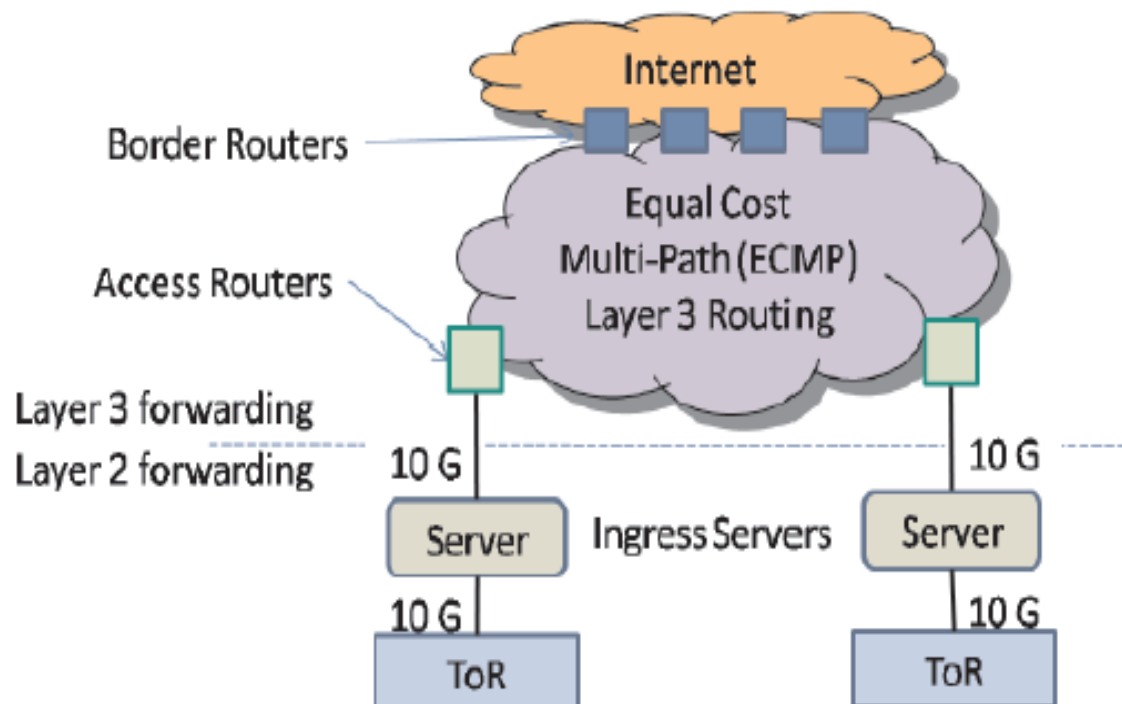 Internet
Border Routers
Equal Cost
Multi-Path (ECMP)
Layer 3 Routing
Access Routers
Layer 3 forwarding
Layer 2 forwarding
10 G
10 G
Server
Ingress Servers
Server
10 G
10 G
ToR
ToR